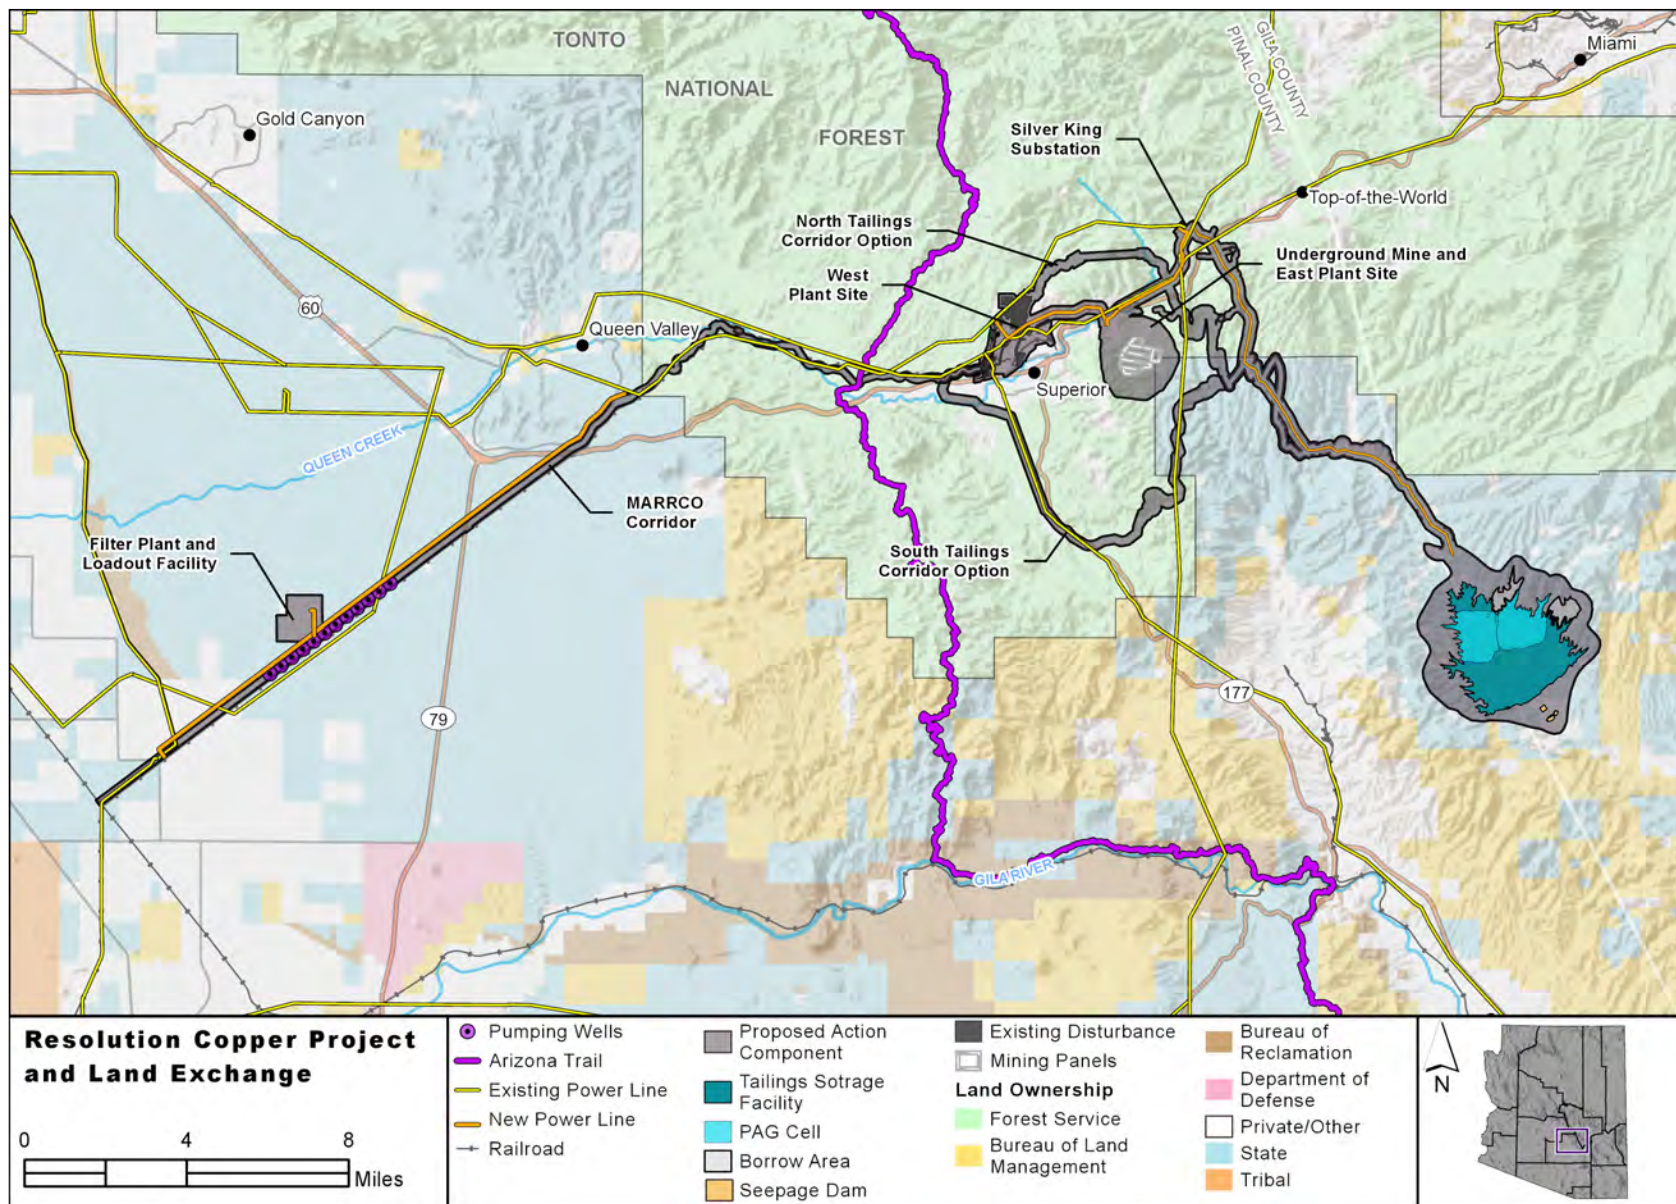 TONTO
NATIONAL
FOREST
GILA COUNTY
PINAL COUNTY
Miami
Gold Canyon
Silver King
Substation
Top-of-the-World
North Tailings
Corridor Option
Underground Mine and
East Plant Site
West
Plant Site
60
Queen Valley
Superior
QUEEN CREEK
MARRCO
Corridor
Filter Plant and
Loadout Facility
South Tailings
Corridor Option
177
79
GILA RIVER
Resolution Copper Project
and Land Exchange
0
4
8
Miles
Pumping Wells
Arizona Trail
Existing Power Line
New Power Line
Railroad
Proposed Action
Component
Tailings Sotrage
Facility
PAG Cell
Borrow Area
Seepage Dam
Existing Disturbance
Mining Panels
Land Ownership
Forest Service
Bureau of Land
Management
Bureau of
Reclamation
Department of
Defense
Private/Other
State
Tribal
N